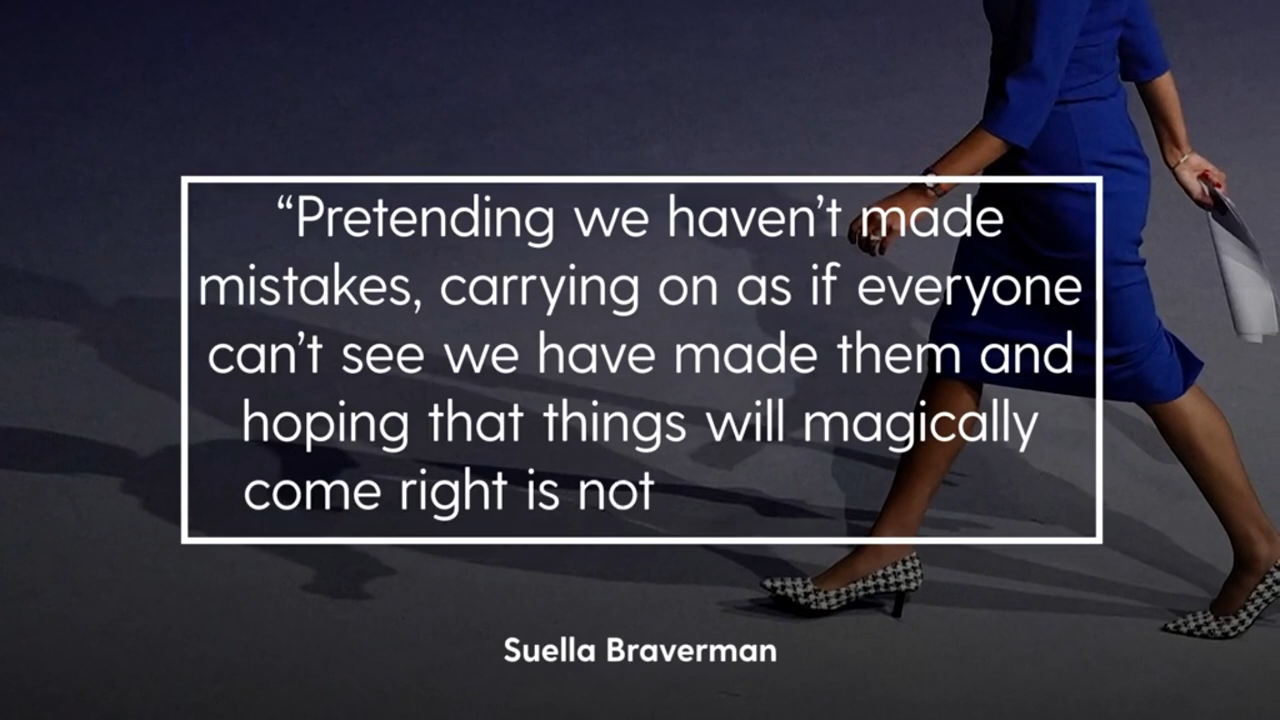 “Pretending we haven’t made
mistakes, carrying on as if everyone
can’t see we have made them and
hoping that things will magically
come right is not
Suella Braverman